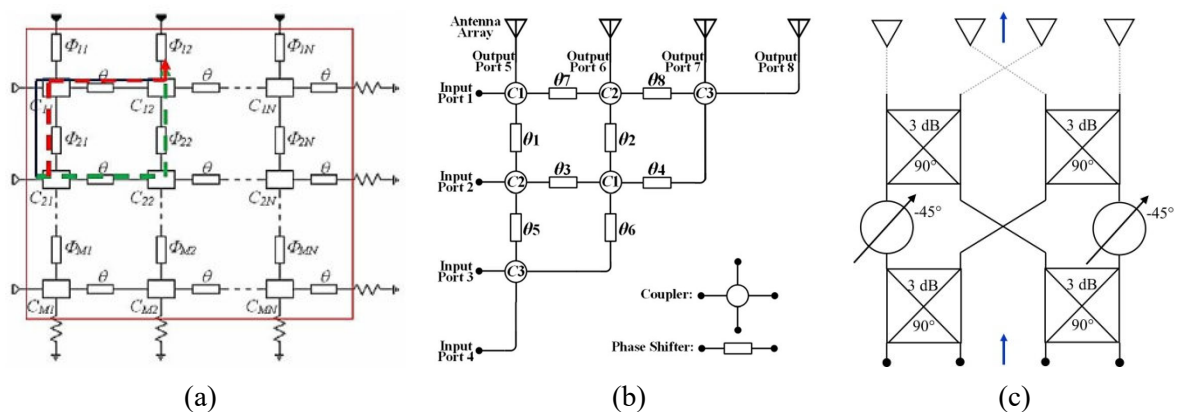 Φ11
Φ12
Φ1N
θ
θ
θ
C11
C12
C1N
Φ21
Φ22
Φ2N
θ
θ
θ
C21
C22
C2N
ΦM1
ΦM2
ΦMN
θ
θ
θ
CM1
CM2
CMN
(a)
Antenna
Array
Output
Port 5
Output
Port 6
Output
Port 7
Output
Port 8
Input
Port 1
C1
θ7
C2
θ8
C3
θ1
θ2
Input
Port 2
C2
θ3
C1
θ4
θ5
θ6
Input
Port 3
C3
Coupler:
Input
Port 4
Phase Shifter:
(b)
3 dB
90°
3 dB
90°
-45°
-45°
3 dB
90°
3 dB
90°
(c)